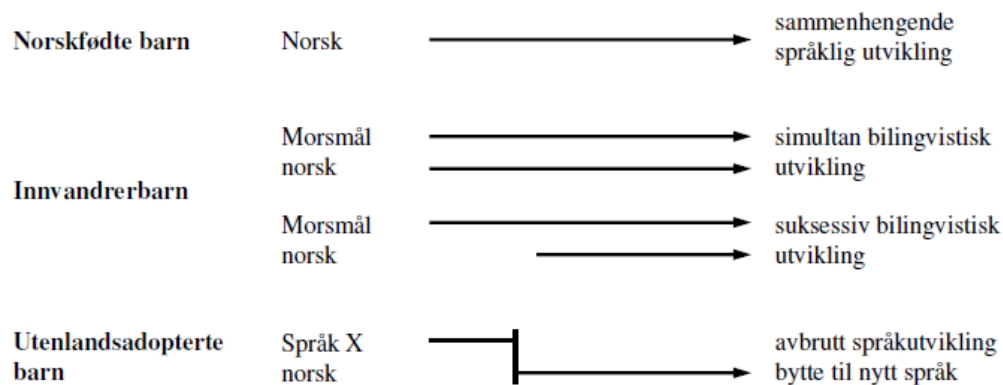 Norskfødte barn Norsk sammenhengende
språklig utvikling
Innvandrerbarn
Morsmål simultan bilingvistisk
norsk utvikling
Morsmål suksessiv bilingvistisk
norsk utvikling
Utenlandsadopterte Språk X avbrutt språkutvikling
barn norsk bytte til nytt språk